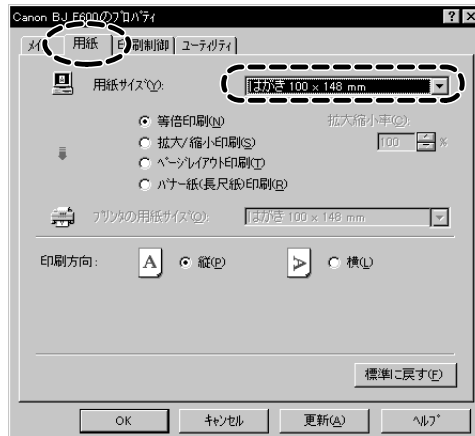 Canon BJ F600のﾌﾟﾛﾊﾟﾃｨ
ﾒｲ 用紙 印刷制御 ﾕｰﾃｨﾘﾃｨ
用紙ｻｲｽﾞ(Y): はがき 100 x 148 mm
等倍印刷(N) 拡大縮小率(C):
拡大/縮小印刷(S) 100 %
ﾍﾟｰｼﾞﾚｲｱｳﾄ印刷(T)
ﾊﾞﾅｰ紙(長尺紙)印刷(R)
ﾌﾟﾘﾝﾀの用紙ｻｲｽﾞ(Q): はがき 100 x 148 mm
印刷方向: A 縦(P) A 横(L)
標準に戻す(F)
OK ｷｬﾝｾﾙ 更新(A) ﾍﾙﾌﾟ